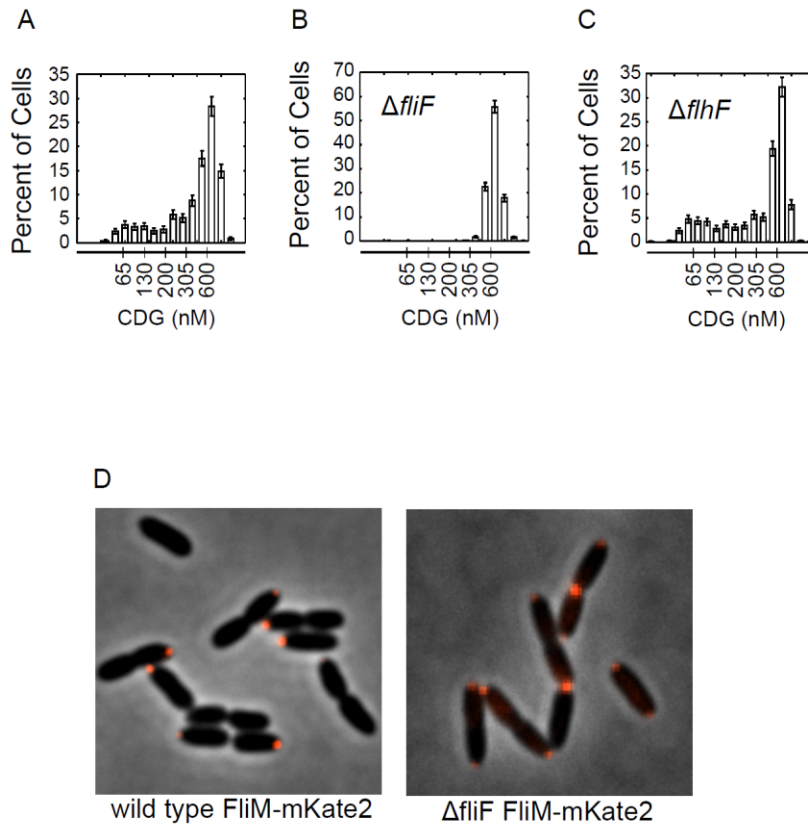 A
Percent of Cells
35
30
25
20
15
10
5
0
65
130
200
305
600
CDG (nM)
B
Percent of Cells
70
60
50
40
30
20
10
0
ΔfliF
65
130
200
305
600
CDG (nM)
C
Percent of Cells
35
30
25
20
15
10
5
0
ΔflhF
65
130
200
305
600
CDG (nM)
D
wild type FliM-mKate2
ΔfliF FliM-mKate2